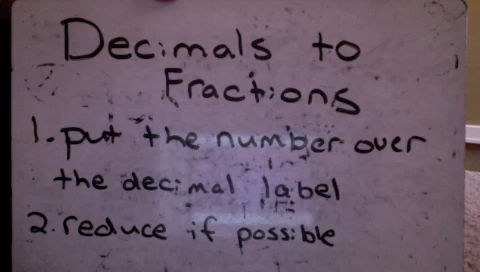 Decimals to
Fractions
1. put the number over
the decimal label
2. reduce if possible